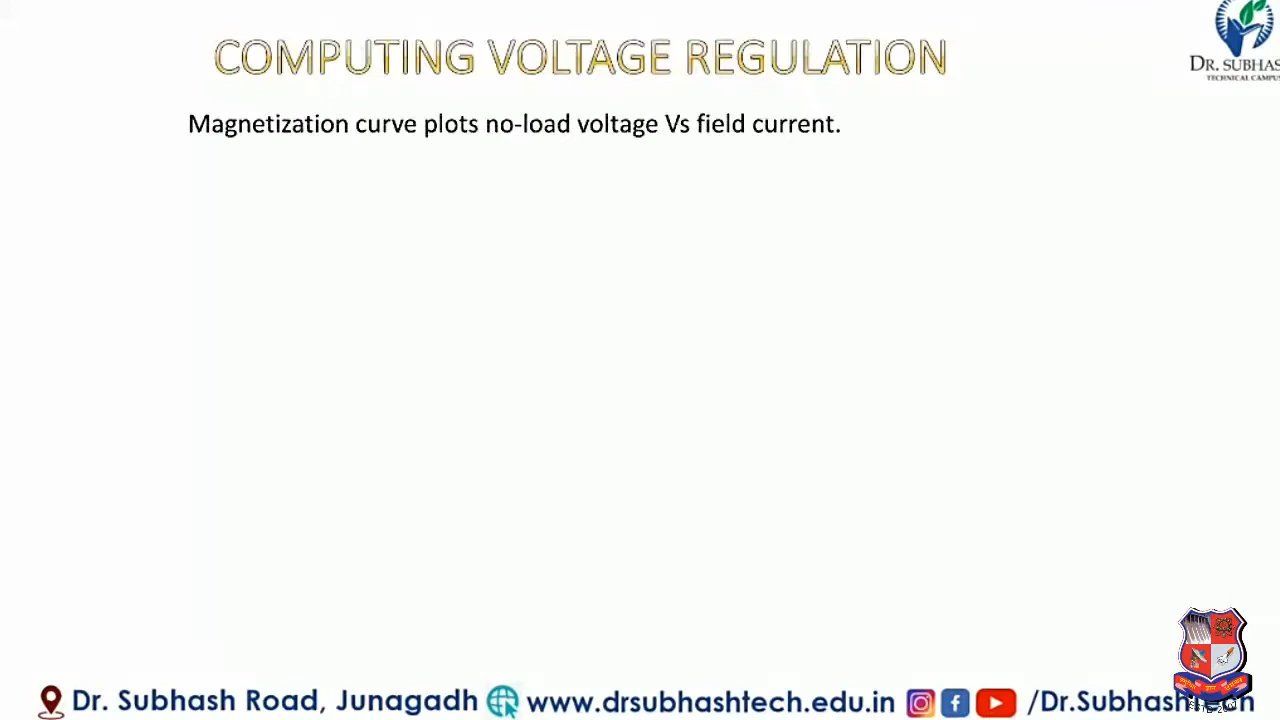 COMPUTING VOLTAGE REGULATION
DR. SUBHAS
TECHNICAL CAMPUS
Magnetization curve plots no-load voltage Vs field current.
Dr. Subhash Road, Junagadh www.drsubhashtech.edu.in /Dr.Subhash